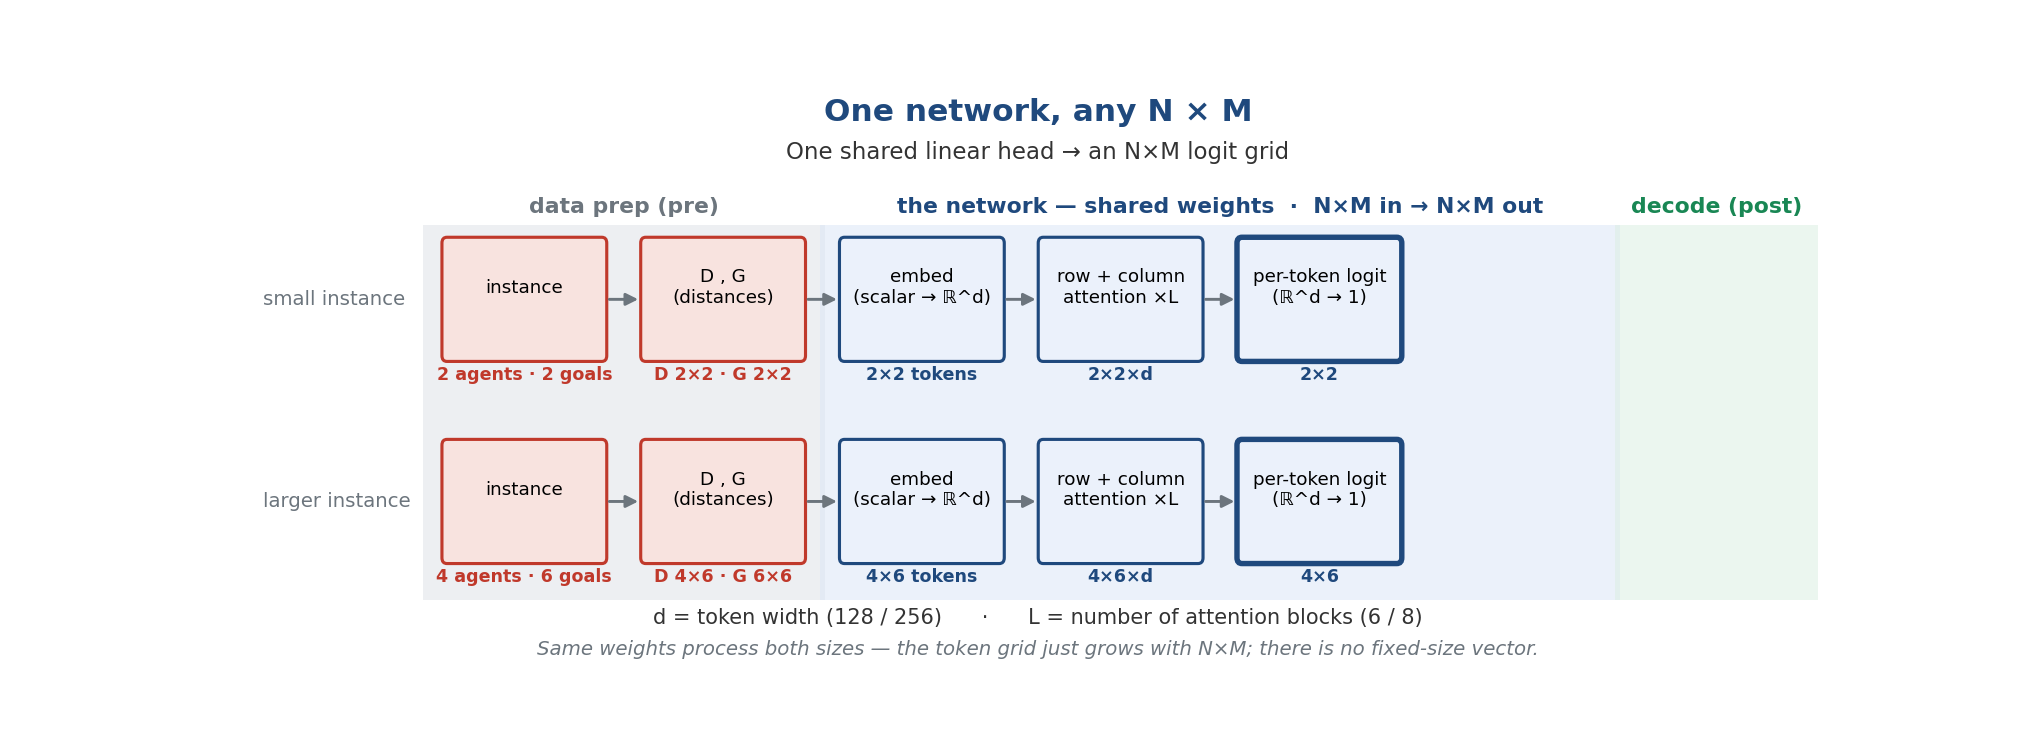 One network, any N × M
One shared linear head → an N×M logit grid
data prep (pre)
the network — shared weights · N×M in → N×M out
decode (post)
small instance
instance
D , G
(distances)
embed
(scalar → ℝ^d)
row + column
attention ×L
per-token logit
(ℝ^d → 1)
2 agents · 2 goals
D 2×2 · G 2×2
2×2 tokens
2×2×d
2×2
larger instance
instance
D , G
(distances)
embed
(scalar → ℝ^d)
row + column
attention ×L
per-token logit
(ℝ^d → 1)
4 agents · 6 goals
D 4×6 · G 6×6
4×6 tokens
4×6×d
4×6
d = token width (128 / 256) · L = number of attention blocks (6 / 8)
Same weights process both sizes — the token grid just grows with N×M; there is no fixed-size vector.